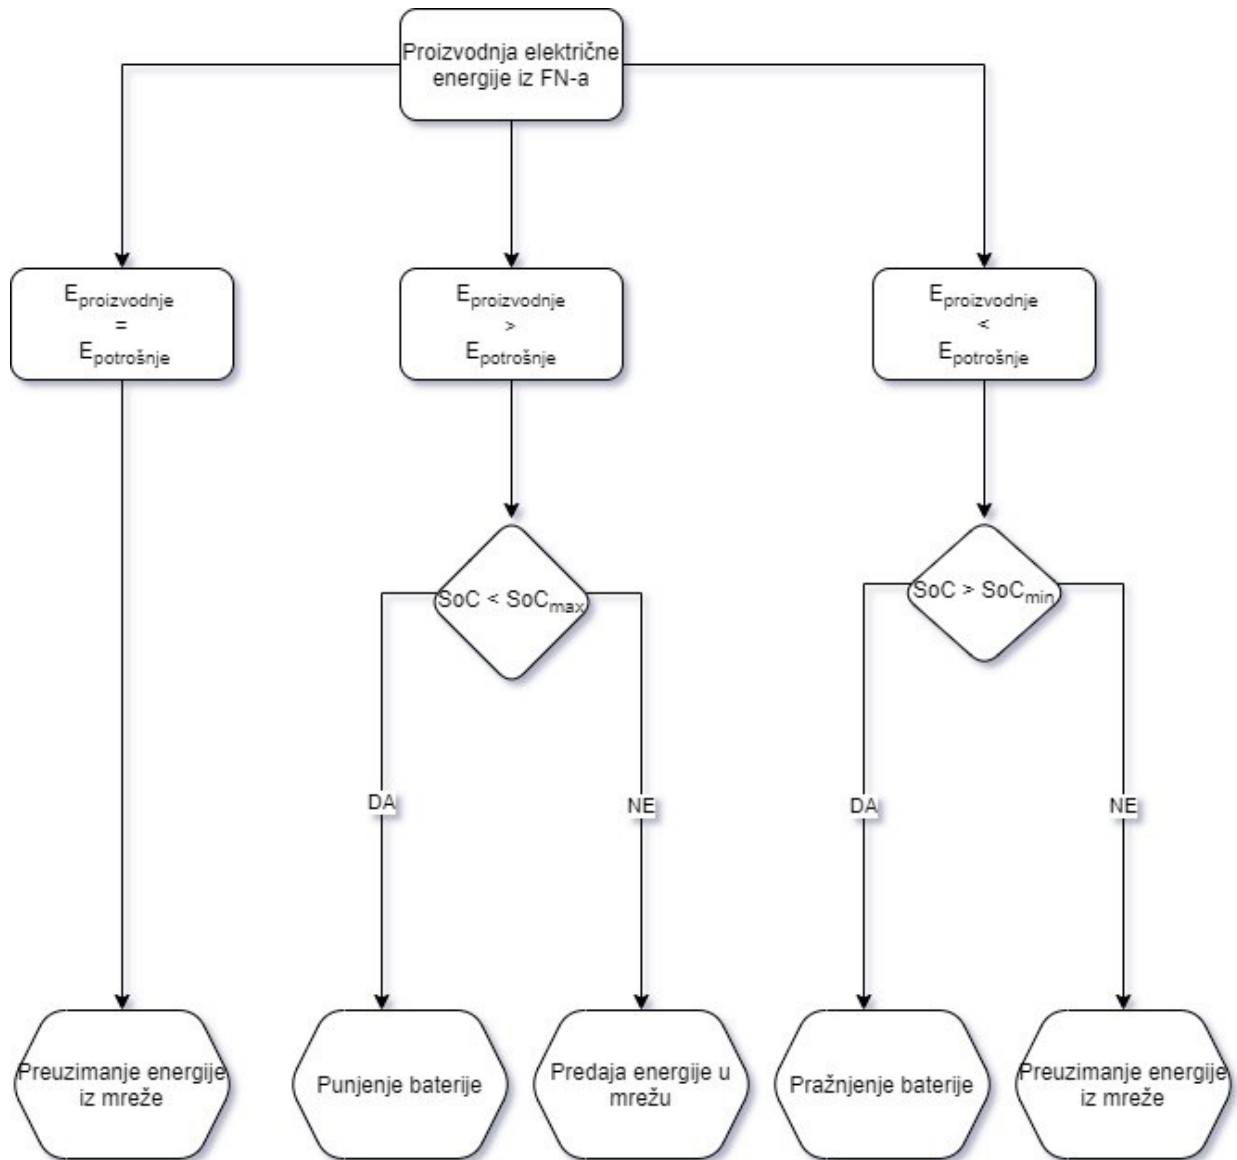 Proizvodnja električne
energije iz FN-a
Eproizvodnje
=
Epotrošnje
Eproizvodnje
>
Epotrošnje
Eproizvodnje
<
Epotrošnje
SoC < SoCmax
SoC > SoCmin
DA
NE
DA
NE
Preuzimanje energije
iz mreže
Punjenje baterije
Predaja energije u
mrežu
Pražnjenje baterije
Preuzimanje energije
iz mreže